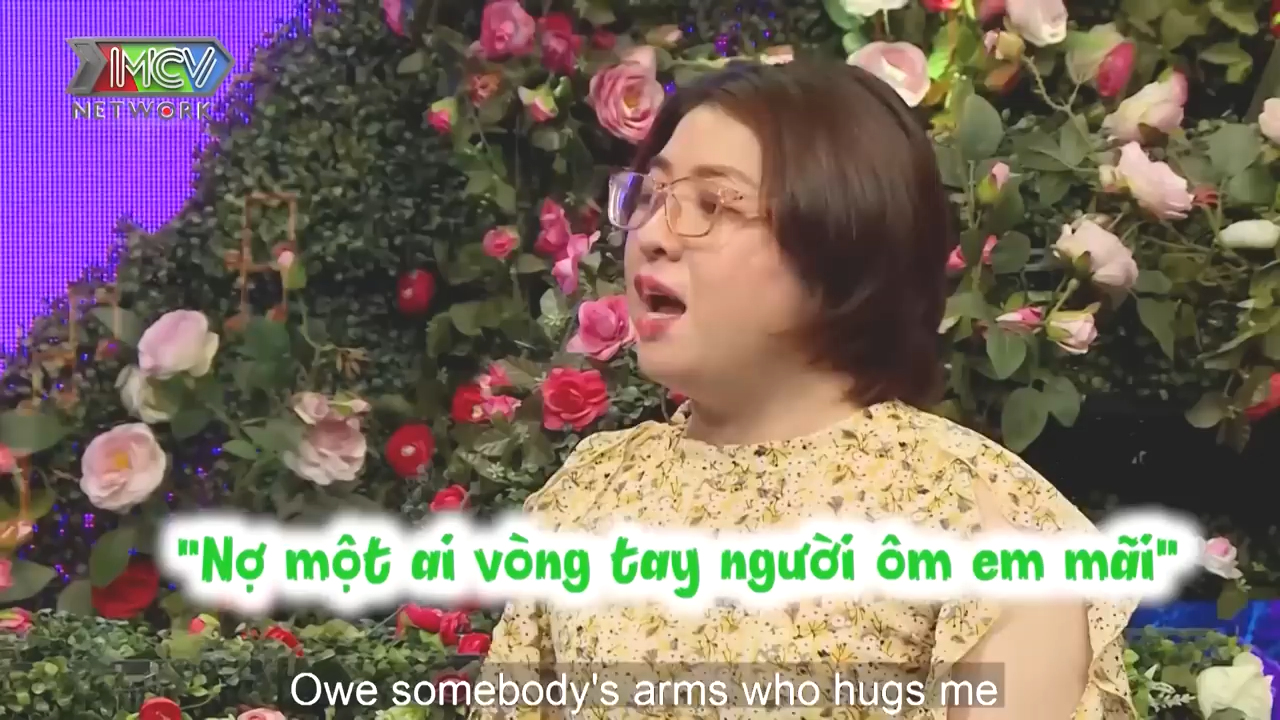 MCV
NETWORK
"Nợ một ai vòng tay người ôm em mãi"
Owe somebody's arms who hugs me